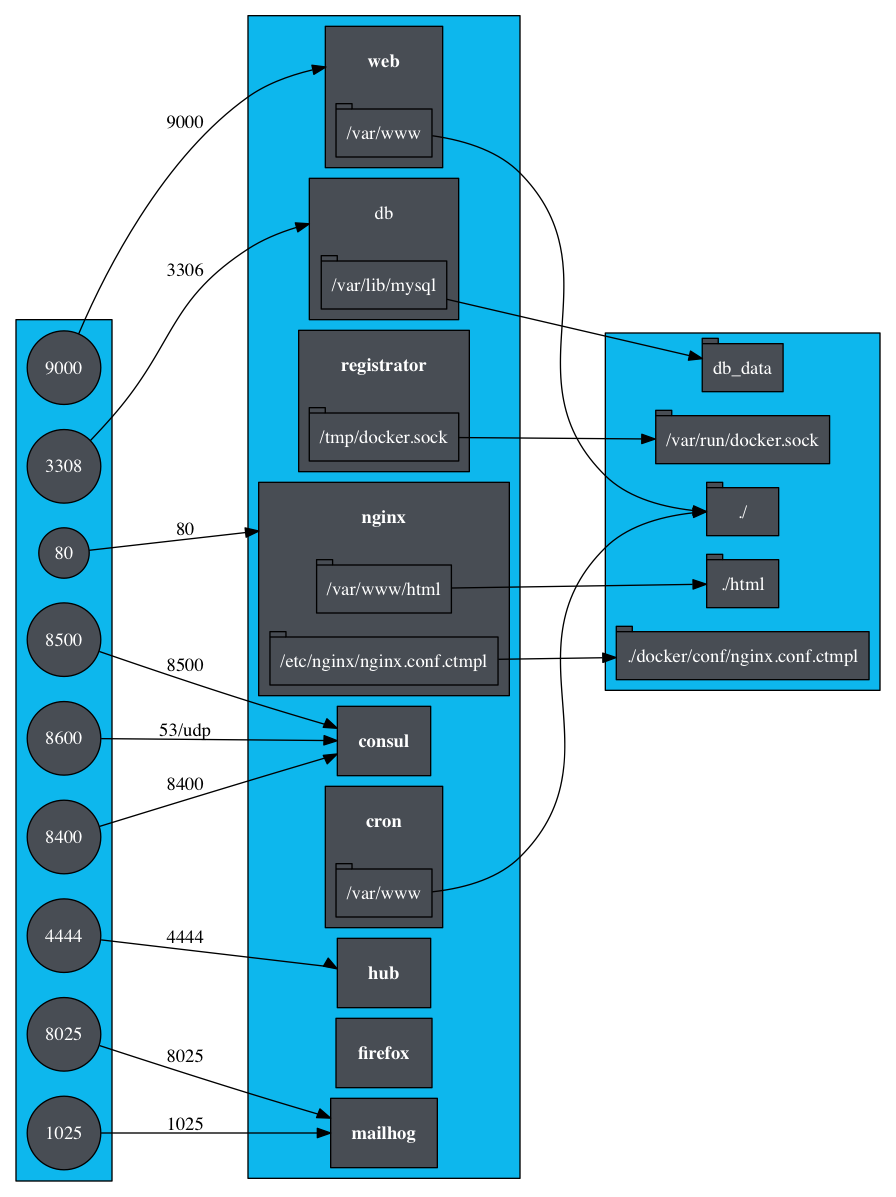 9000
3308
80
8500
8600
8400
4444
8025
1025
9000
3306
80
8500
53/udp
8400
4444
8025
1025
web
/var/www
db
/var/lib/mysql
registrator
/tmp/docker.sock
nginx
/var/www/html
/etc/nginx/nginx.conf.ctmpl
consul
cron
/var/www
hub
firefox
mailhog
db_data
/var/run/docker.sock
./
./html
./docker/conf/nginx.conf.ctmpl